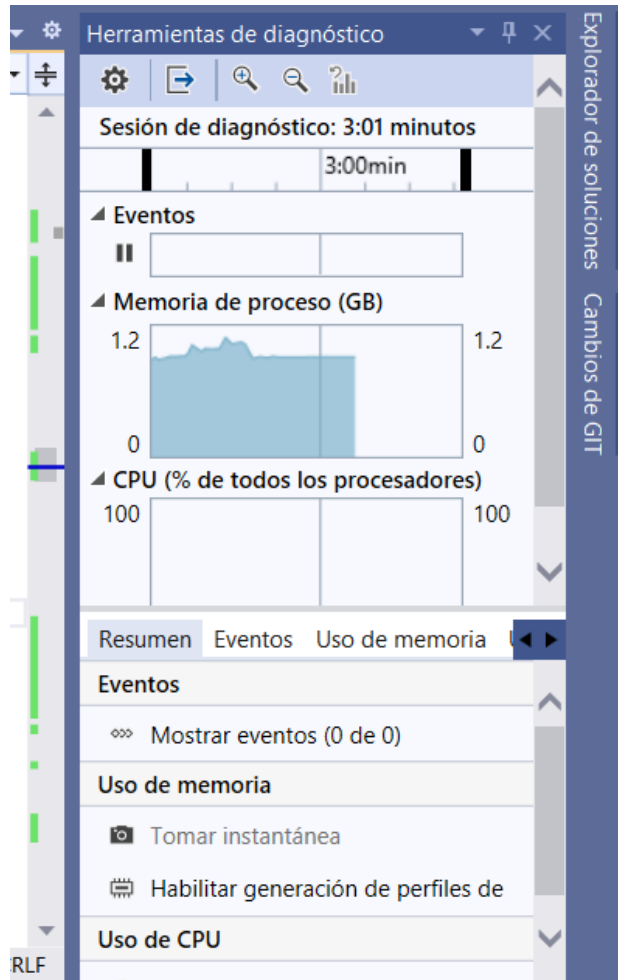 Herramientas de diagnóstico
Sesión de diagnóstico: 3:01 minutos
3:00min
Eventos
Memoria de proceso (GB)
1.2 1.2
0 0
CPU (% de todos los procesadores)
100 100
Resumen Eventos Uso de memoria
Eventos
Mostrar eventos (0 de 0)
Uso de memoria
Tomar instantánea
Habilitar generación de perfiles de
Uso de CPU
RLF
Explorador de soluciones
Cambios de GIT